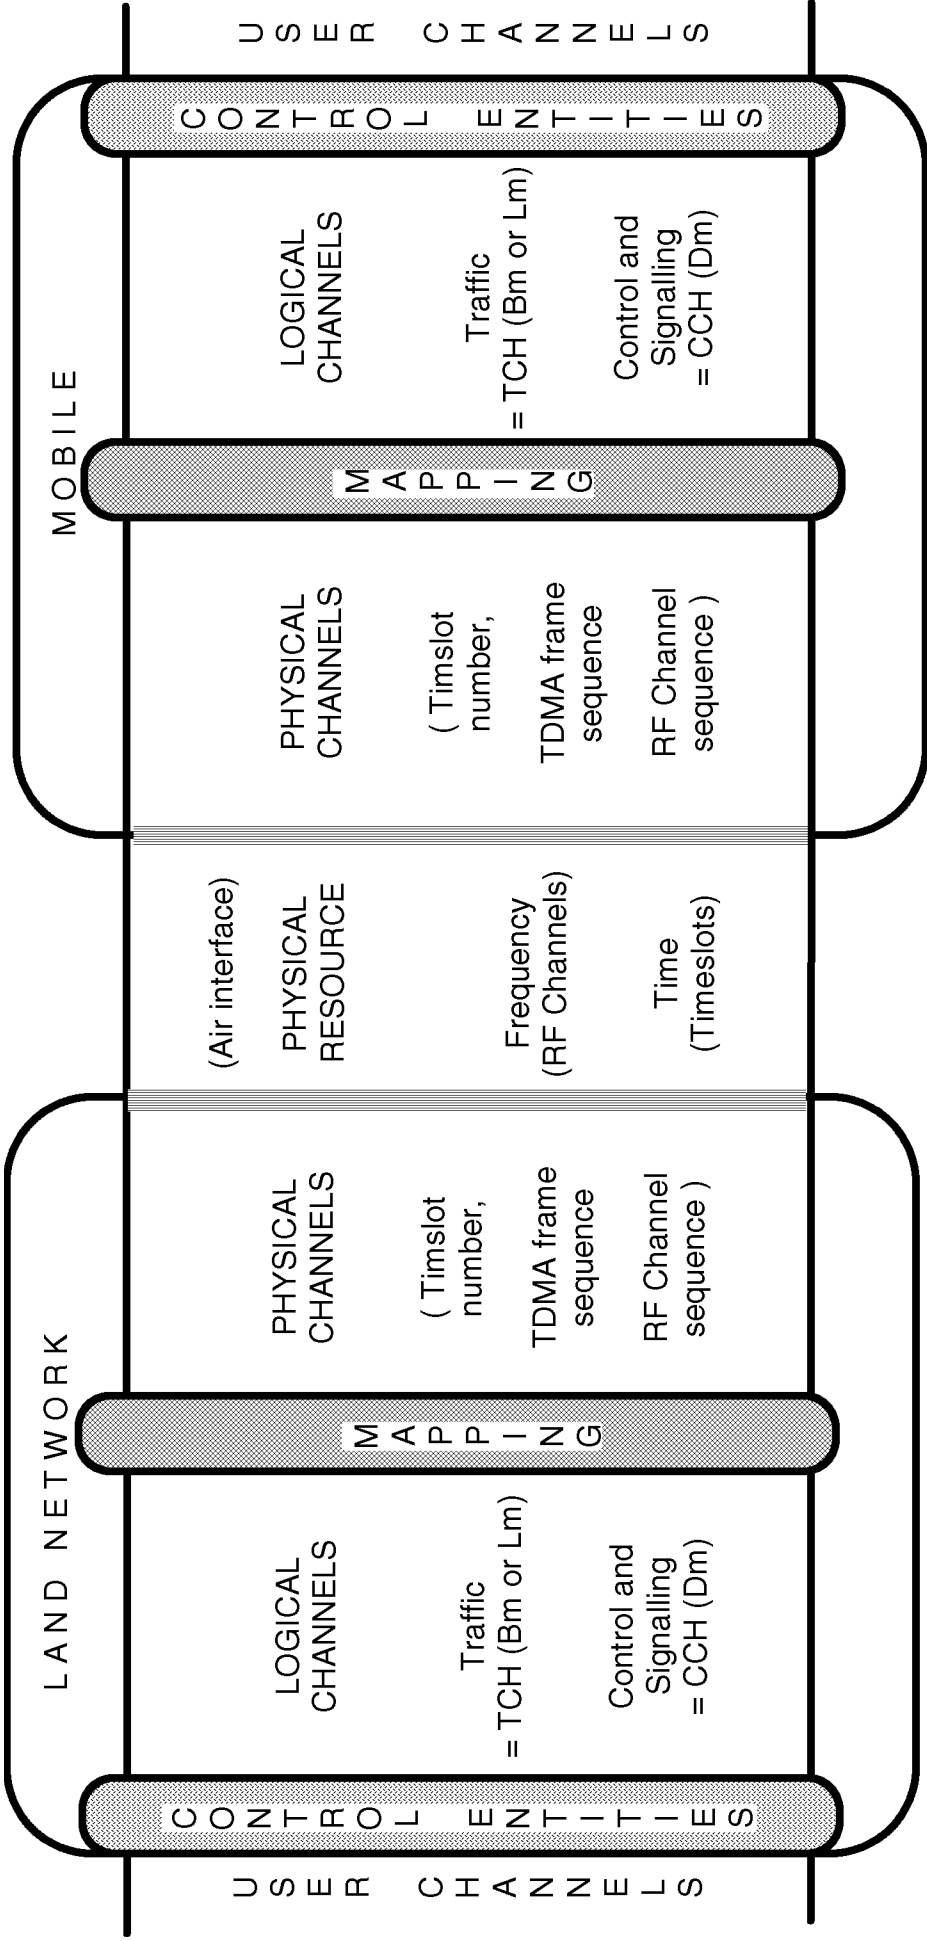 LAND NETWORK
MOBILE
USER CHANNELS
CONTROL ENTITIES
LOGICAL
CHANNELS
Traffic
= TCH (Bm or Lm)
Control and
Signalling
= CCH (Dm)
MAPPING
PHYSICAL
CHANNELS
( Timslot
number,
TDMA frame
sequence
RF Channel
sequence )
(Air interface)
PHYSICAL
RESOURCE
Frequency
(RF Channels)
Time
(Timeslots)
PHYSICAL
CHANNELS
( Timslot
number,
TDMA frame
sequence
RF Channel
sequence )
MAPPING
LOGICAL
CHANNELS
Traffic
= TCH (Bm or Lm)
Control and
Signalling
= CCH (Dm)
CONTROL ENTITIES
USER CHANNELS